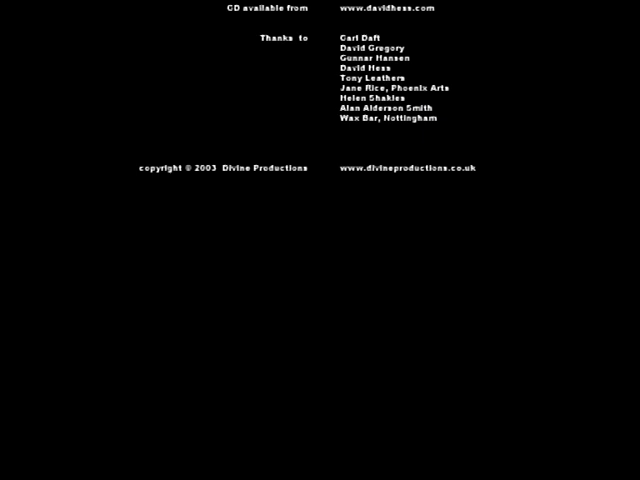 CD available from www.davidhess.com
Thanks to Carl Daft
David Gregory
Gunnar Hansen
David Hess
Tony Leathers
Jane Rice, Phoenix Arts
Helen Shakles
Alan Alderson Smith
Wax Bar, Nottingham
copyright © 2003 Divine Productions www.divineproductions.co.uk